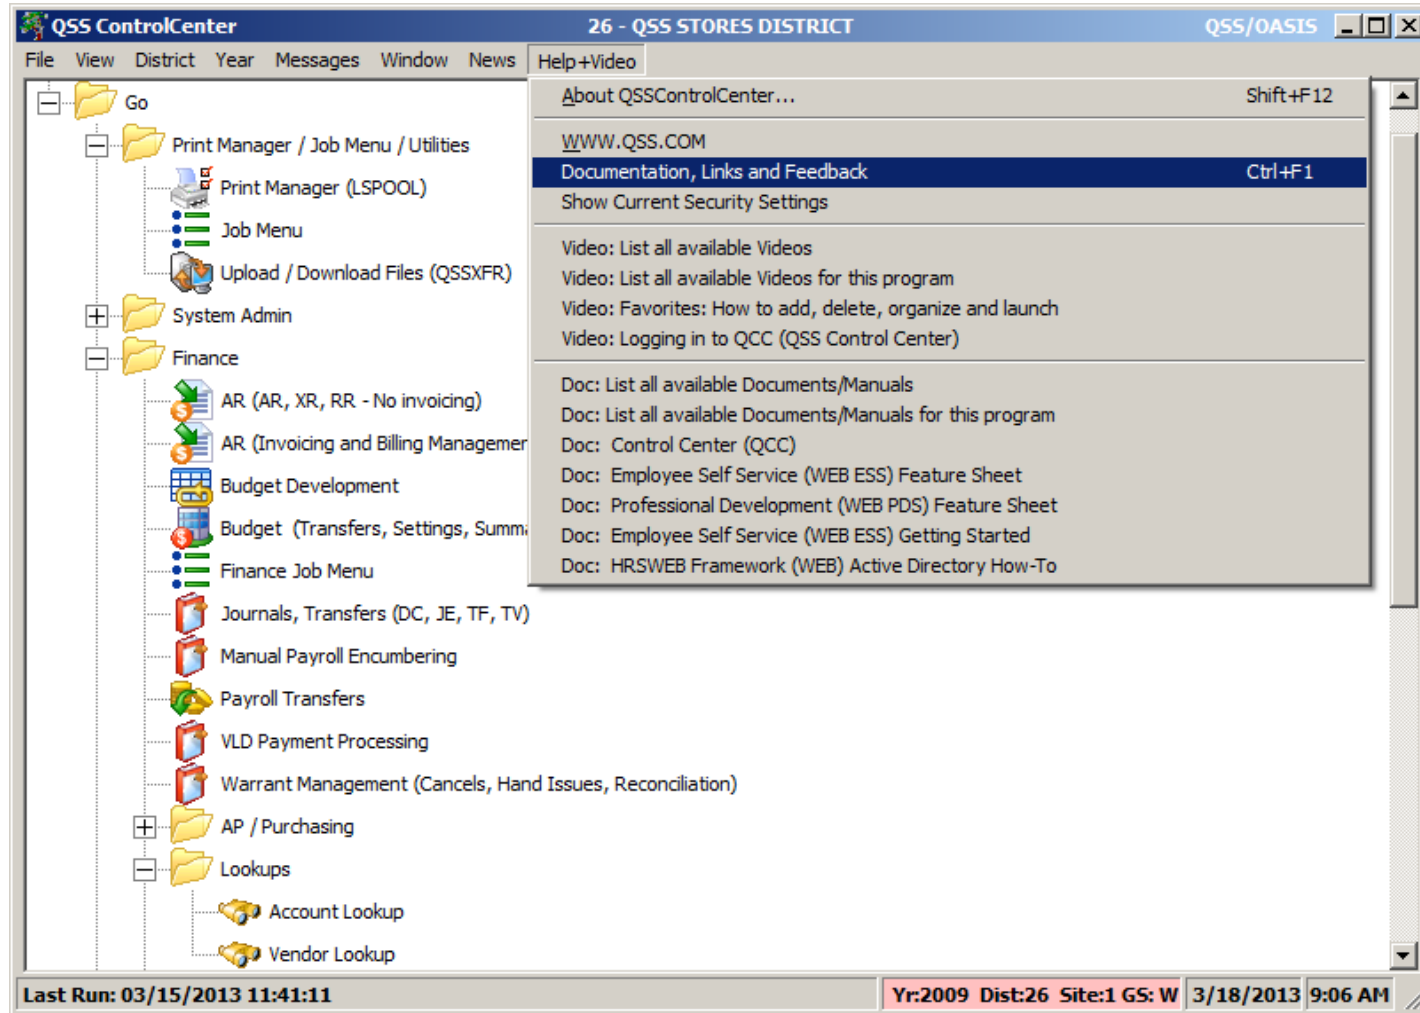 QSS ControlCenter 26 - QSS STORES DISTRICT QSS/OASIS
File View District Year Messages Window News Help+Video
About QSSControlCenter... Shift+F12
WWW.QSS.COM
Documentation, Links and Feedback Ctrl+F1
Show Current Security Settings
Video: List all available Videos
Video: List all available Videos for this program
Video: Favorites: How to add, delete, organize and launch
Video: Logging in to QCC (QSS Control Center)
Doc: List all available Documents/Manuals
Doc: List all available Documents/Manuals for this program
Doc: Control Center (QCC)
Doc: Employee Self Service (WEB ESS) Feature Sheet
Doc: Professional Development (WEB PDS) Feature Sheet
Doc: Employee Self Service (WEB ESS) Getting Started
Doc: HRSWEB Framework (WEB) Active Directory How-To
Go
Print Manager / Job Menu / Utilities
Print Manager (LSPOOL)
Job Menu
Upload / Download Files (QSSXFR)
System Admin
Finance
AR (AR, XR, RR - No invoicing)
AR (Invoicing and Billing Managemen
Budget Development
Budget (Transfers, Settings, Summa
Finance Job Menu
Journals, Transfers (DC, JE, TF, TV)
Manual Payroll Encumbering
Payroll Transfers
VLD Payment Processing
Warrant Management (Cancels, Hand Issues, Reconciliation)
AP / Purchasing
Lookups
Account Lookup
Vendor Lookup
Last Run: 03/15/2013 11:41:11 Yr:2009 Dist:26 Site:1 GS: W 3/18/2013 9:06 AM